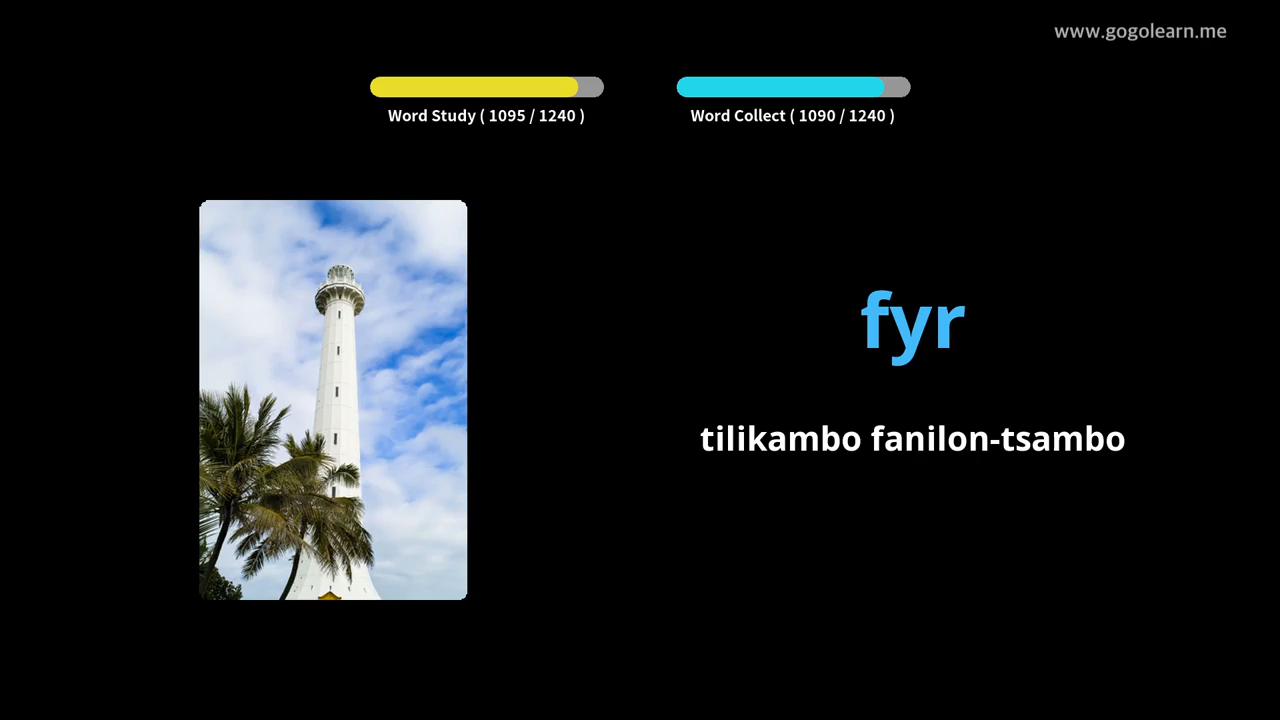 www.gogolearn.me
Word Study ( 1095 / 1240 )
Word Collect ( 1090 / 1240 )
fyr
tilikambo fanilon-tsambo